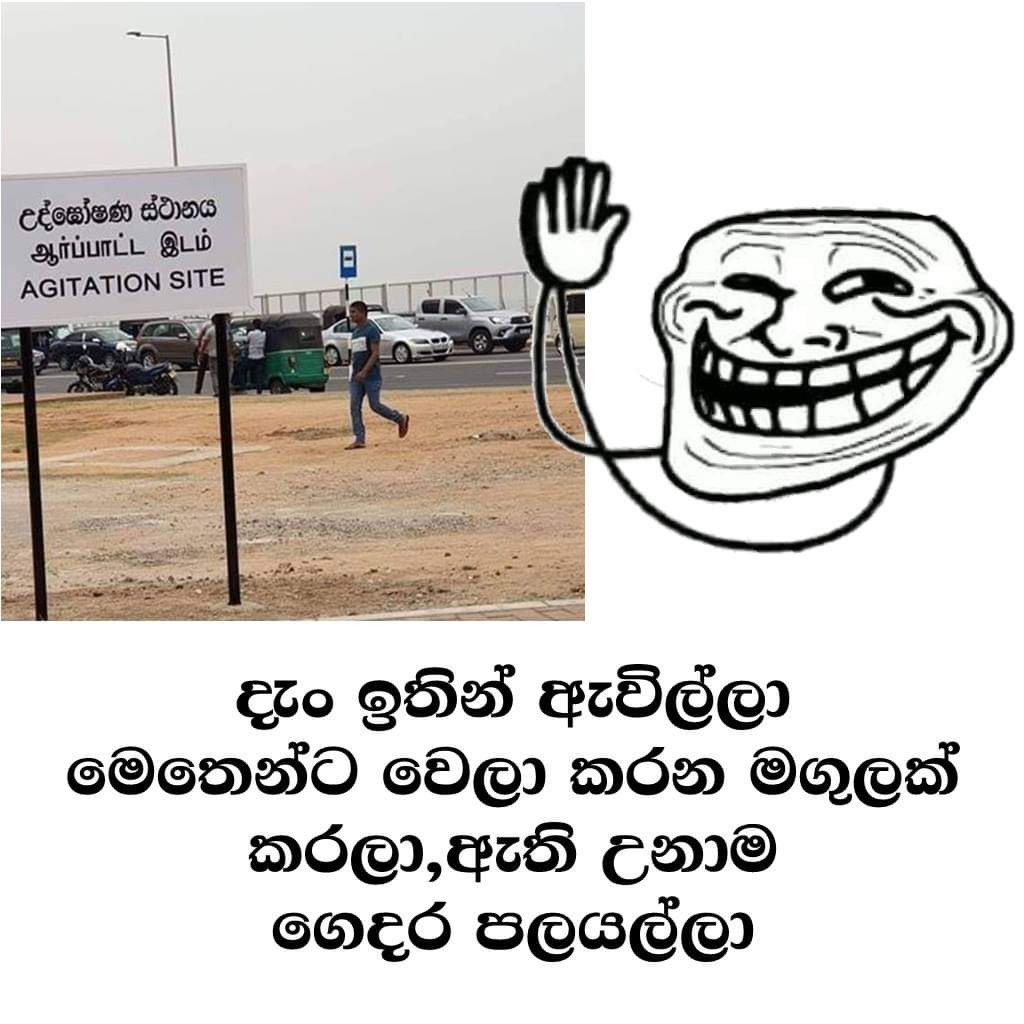 උද්ඝෝෂණ ස්ථානය
ஆர்ப்பாட்ட இடம்
AGITATION SITE
දැං ඉතින් ඇවිල්ලා
මෙතෙන්ට වෙලා කරන මගුලක්
කරලා,ඇති උනාම
ගෙදර පලයල්ලා